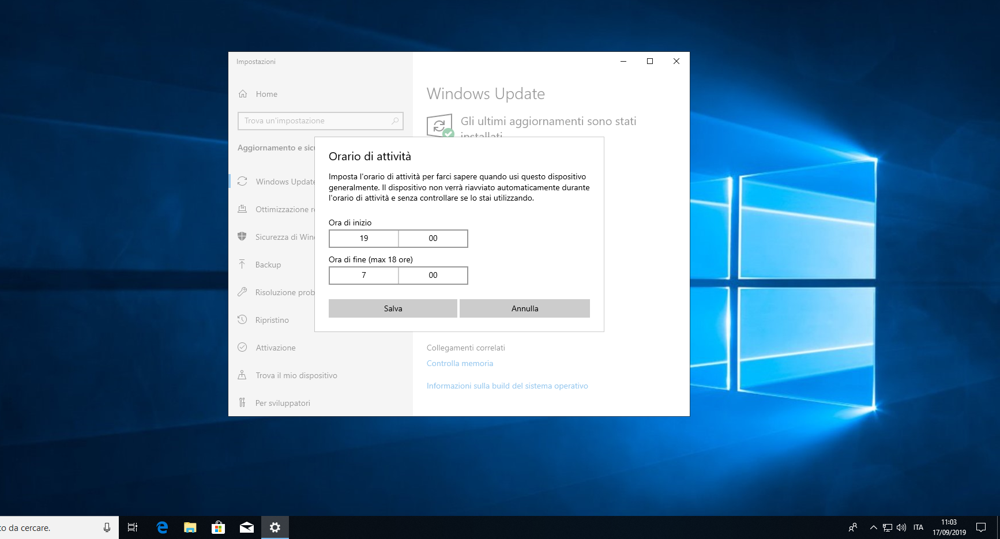 Impostazioni
Home
Trova un'impostazione
Aggiornamento e sicu
Windows Update
Ottimizzazione re
Sicurezza di Wind
Backup
Risoluzione prob
Ripristino
Attivazione
Trova il mio dispositivo
Per sviluppatori
Windows Update
Gli ultimi aggiornamenti sono stati
installati
Orario di attività
Imposta l'orario di attività per farci sapere quando usi questo dispositivo
generalmente. Il dispositivo non verrà riavviato automaticamente durante
l'orario di attività e senza controllare se lo stai utilizzando.
Ora di inizio
19 00
Ora di fine (max 18 ore)
7 00
Salva Annulla
Collegamenti correlati
Controlla memoria
Informazioni sulla build del sistema operativo
to da cercare.
ITA
11:03
17/09/2019